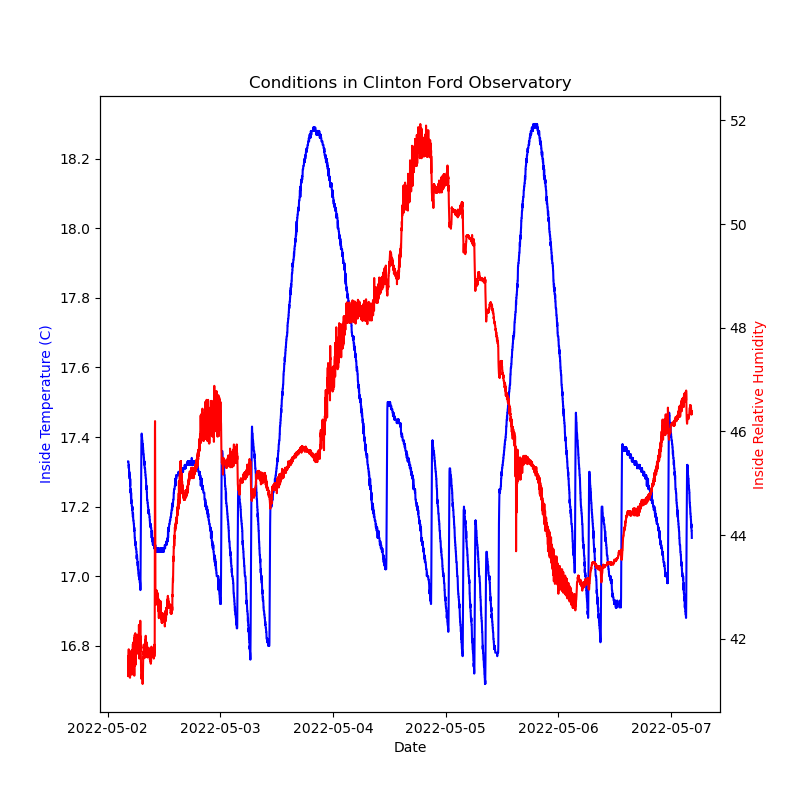 Conditions in Clinton Ford Observatory
Inside Temperature (C)
18.2
18.0
17.8
17.6
17.4
17.2
17.0
16.8
52
50
48
46
44
42
Inside Relative Humidity
2022-05-02 2022-05-03 2022-05-04 2022-05-05 2022-05-06 2022-05-07
Date